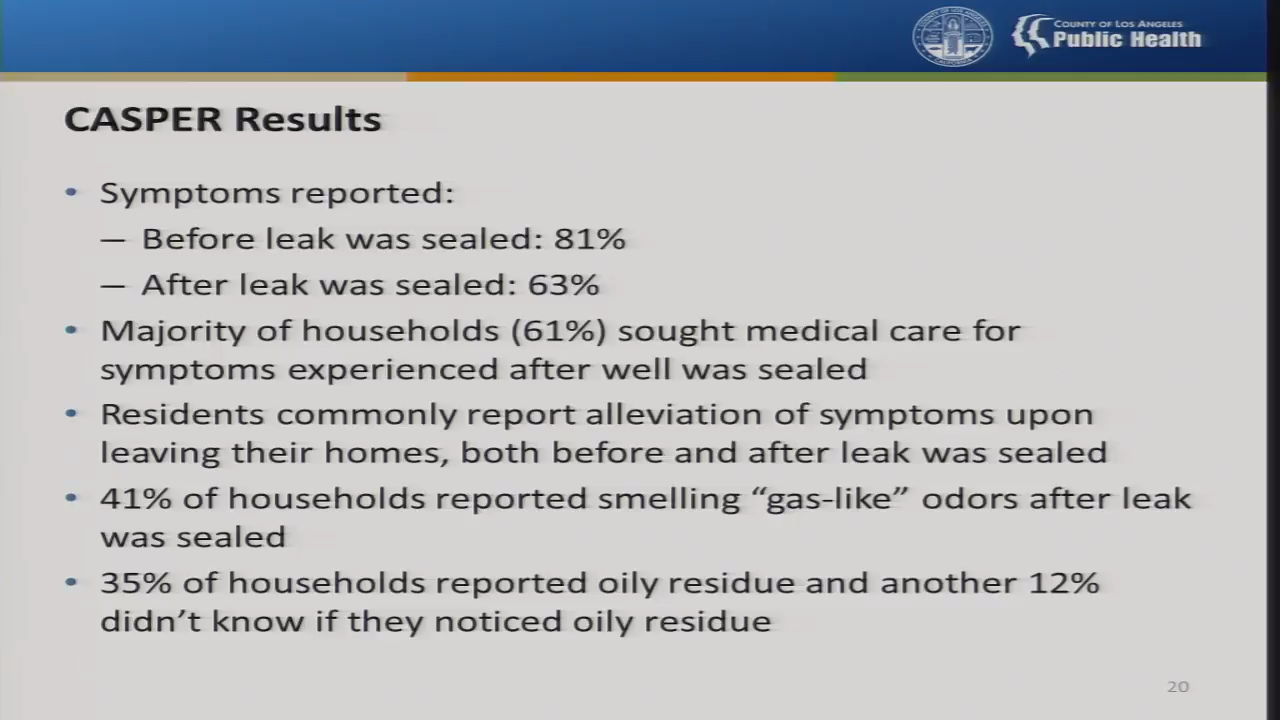 COUNTY OF LOS ANGELES
Public Health
CASPER Results
• Symptoms reported:
— Before leak was sealed: 81%
— After leak was sealed: 63%
• Majority of households (61%) sought medical care for
symptoms experienced after well was sealed
• Residents commonly report alleviation of symptoms upon
leaving their homes, both before and after leak was sealed
• 41% of households reported smelling “gas-like” odors after leak
was sealed
• 35% of households reported oily residue and another 12%
didn’t know if they noticed oily residue
20